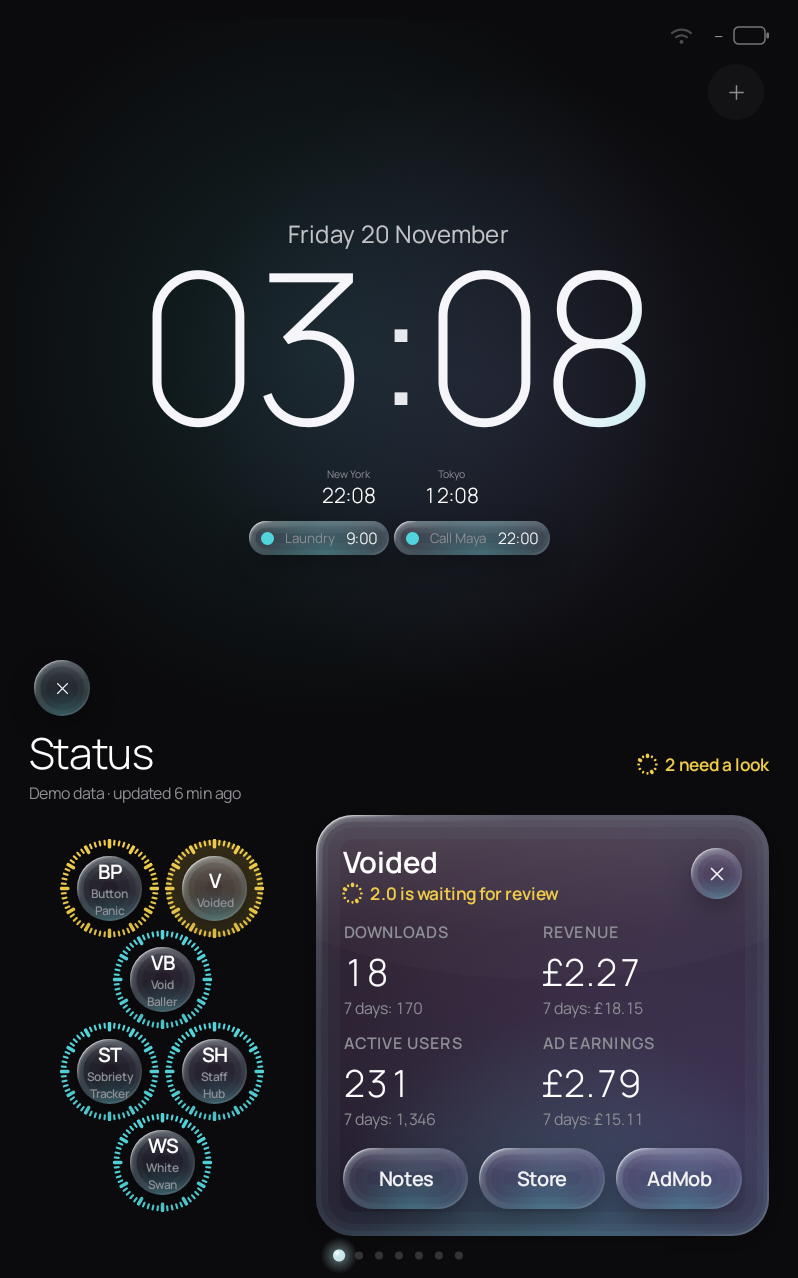 –
+
Friday 20 November
03:08
New York Tokyo
22:08 12:08
Laundry 9:00 Call Maya 22:00
×
Status
2 need a look
Demo data · updated 6 min ago
BP
Button
Panic
V
Voided
VB
Void
Baller
ST
Sobriety
Tracker
SH
Staff
Hub
WS
White
Swan
Voided
×
2.0 is waiting for review
DOWNLOADS REVENUE
18 £2.27
7 days: 170 7 days: £18.15
ACTIVE USERS AD EARNINGS
231 £2.79
7 days: 1,346 7 days: £15.11
Notes Store AdMob